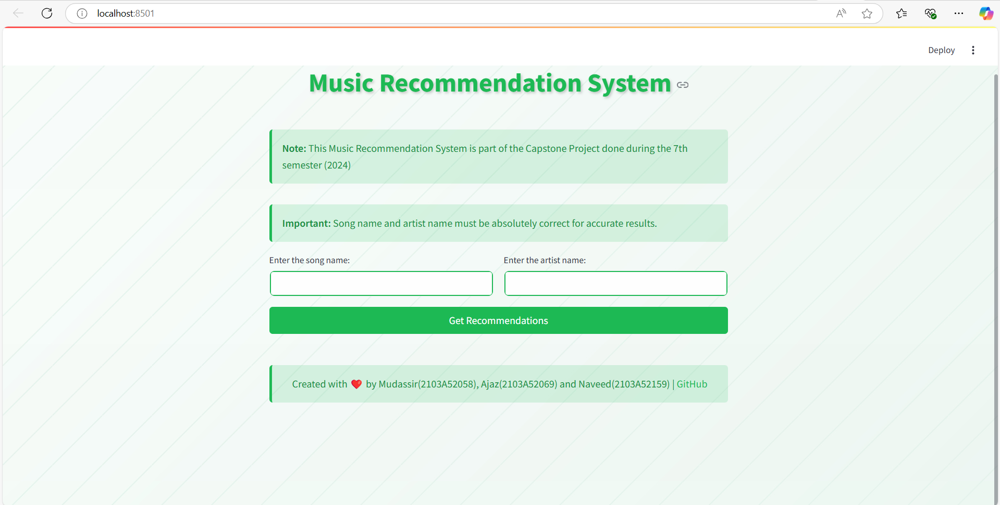 localhost:8501
Deploy
Music Recommendation System
Note: This Music Recommendation System is part of the Capstone Project done during the 7th
semester (2024)
Important: Song name and artist name must be absolutely correct for accurate results.
Enter the song name:
Enter the artist name:
Get Recommendations
Created with ❤️ by Mudassir(2103A52058), Ajaz(2103A52069) and Naveed(2103A52159) | GitHub